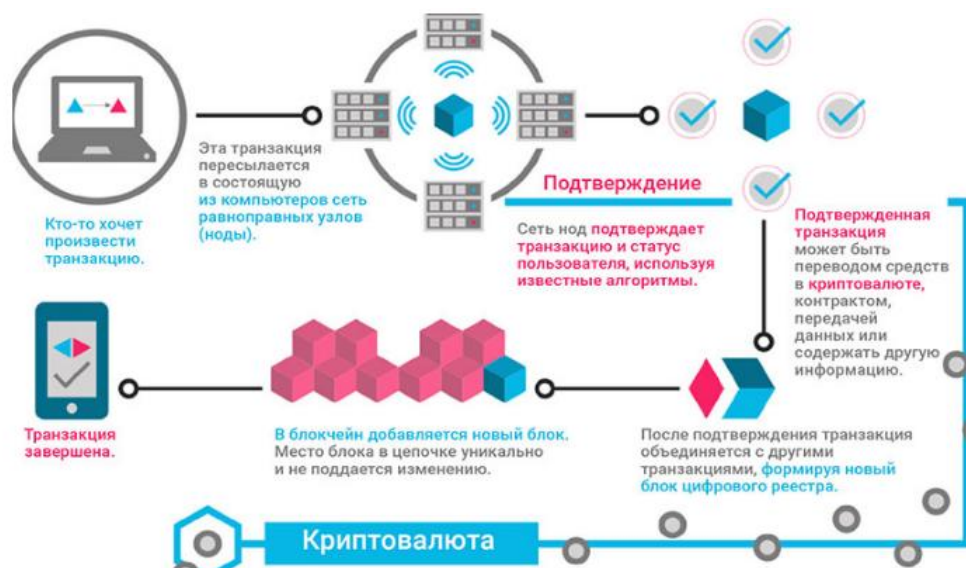 Кто-то хочет
произвести
транзакцию.
Эта транзакция
пересылается
в состоящую
из компьютеров сеть
равноправных узлов
(ноды).
Подтверждение
Сеть нод подтверждает
транзакцию и статус
пользователя, используя
известные алгоритмы.
Подтвержденная
транзакция
может быть
переводом средств
в криптовалюте,
контрактом,
передачей
данных или
содержать другую
информацию.
После подтверждения транзакция
объединяется с другими
транзакциями, формируя новый
блок цифрового реестра.
В блокчейн добавляется новый блок.
Место блока в цепочке уникально
и не поддается изменению.
Транзакция
завершена.
Криптовалюта